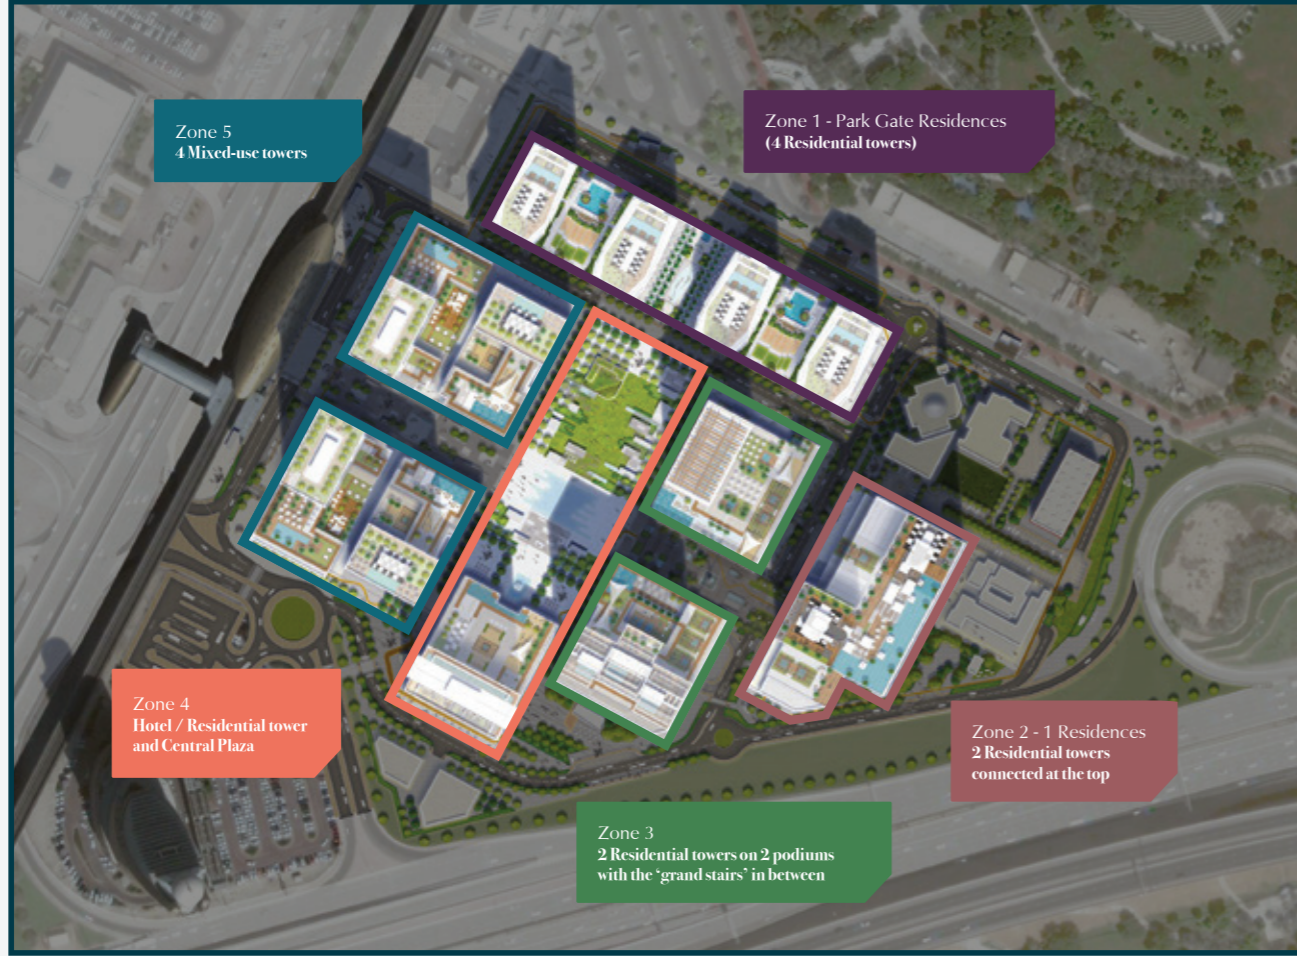 Zone 5
4 Mixed-use towers
Zone 1 - Park Gate Residences
(4 Residential towers)
Zone 4
Hotel / Residential tower
and Central Plaza
Zone 2 - 1 Residences
2 Residential towers
connected at the top
Zone 3
2 Residential towers on 2 podiums
with the ‘grand stairs’ in between